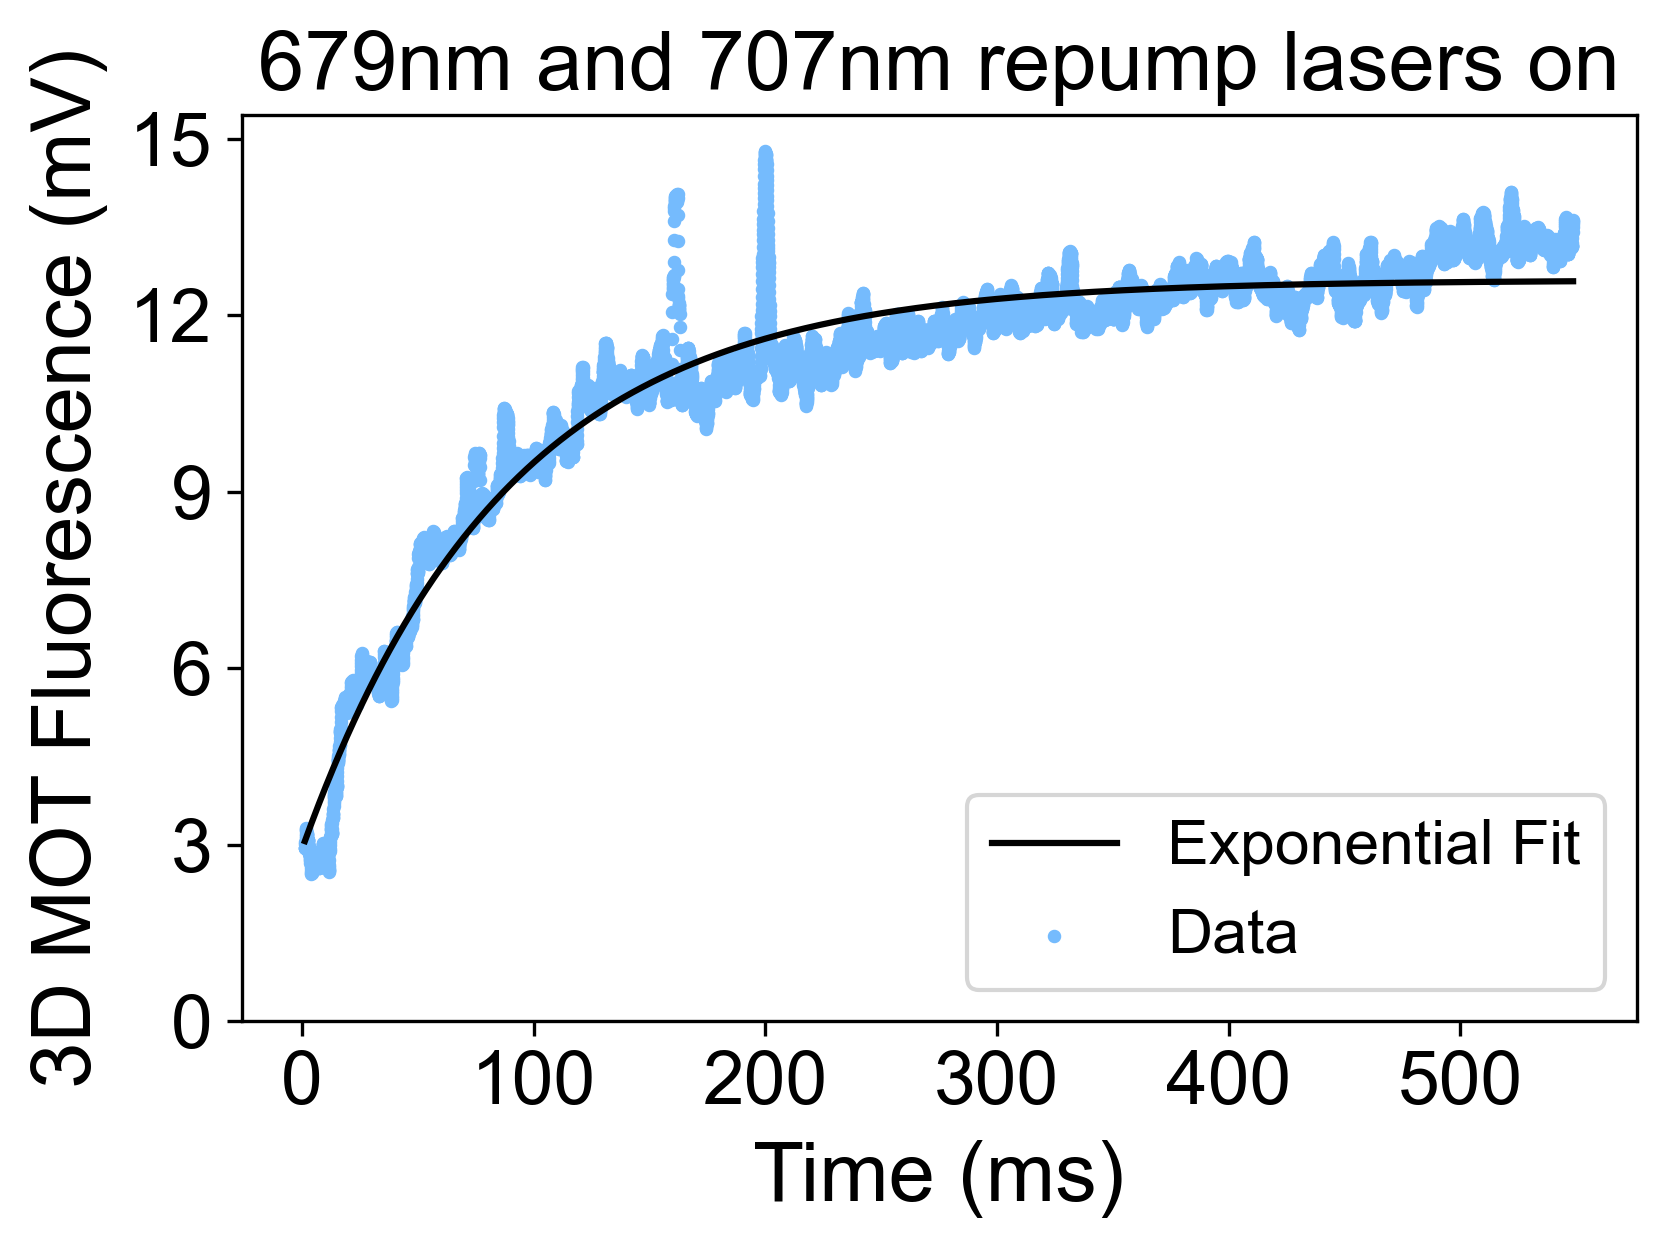 679nm and 707nm repump lasers on
3D MOT Fluorescence (mV)
15
12
9
6
3
0
Exponential Fit
Data
0 100 200 300 400 500
Time (ms)